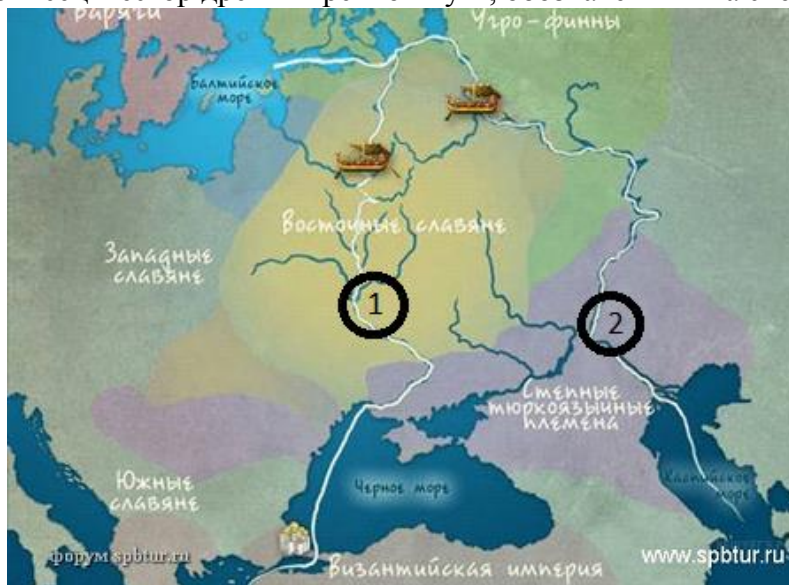 Варяги
Угро-финны
Балтийское
море
Восточные славяне
Западные
славяне
1
2
Степные
тюркоязычные
племена
Южные
славяне
Черное море
Каспийское
море
форум spbtur.ru
Византийская империя
www.spbtur.ru